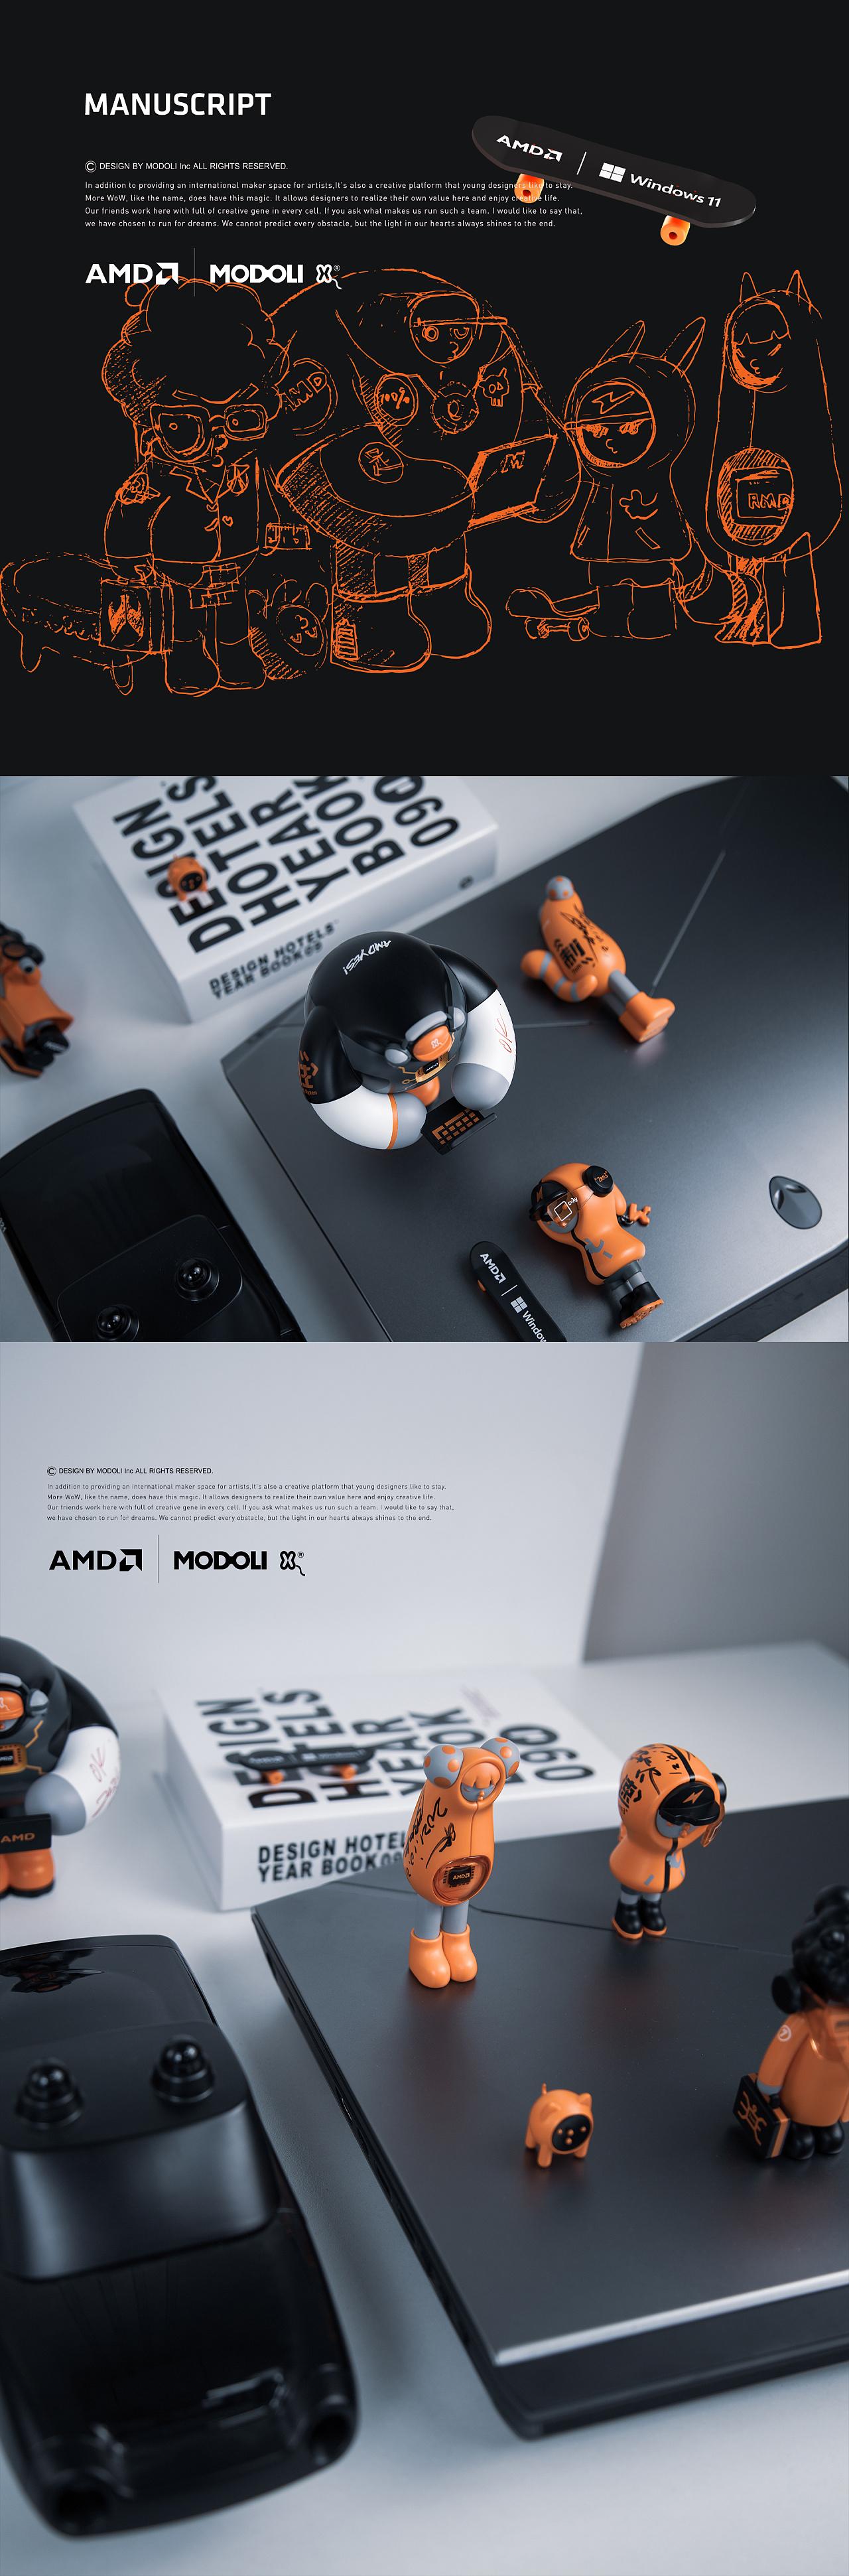 MANUSCRIPT
© DESIGN BY MODOLI Inc ALL RIGHTS RESERVED.
In addition to providing an international maker space for artists,It's also a creative platform that young designers like to stay.
More WoW, like the name, does have this magic. It allows designers to realize their own value here and enjoy creative life.
Our friends work here with full of creative gene in every cell. If you ask what makes us run such a team. I would like to say that,
we have chosen to run for dreams. We cannot predict every obstacle, but the light in our hearts always shines to the end.
AMD | Windows 11
AMD | MODOLI ®
AMD
100%
RMD
DESIGN
HOTELS
YEAR
BOOK
09
DESIGN HOTELS
YEAR BOOK
AMD YES!
OK
AMD | Window
© DESIGN BY MODOLI Inc ALL RIGHTS RESERVED.
In addition to providing an international maker space for artists,It's also a creative platform that young designers like to stay.
More WoW, like the name, does have this magic. It allows designers to realize their own value here and enjoy creative life.
Our friends work here with full of creative gene in every cell. If you ask what makes us run such a team. I would like to say that,
we have chosen to run for dreams. We cannot predict every obstacle, but the light in our hearts always shines to the end.
AMD | MODOLI ®
OK
AMD
DESIGN HOTEL
YEAR BOOK
AMD